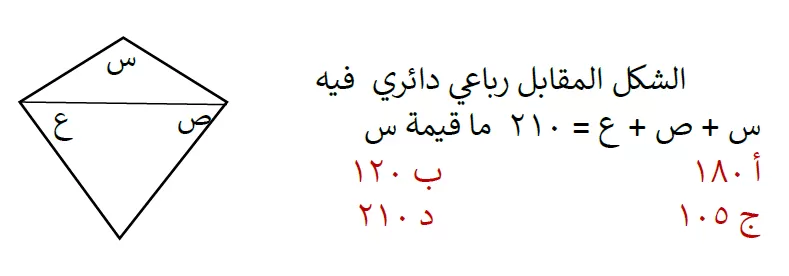 الشكل المقابل رباعي دائري فيه
س + ص + ع = ٢١٠ ما قيمة س
أ ١٨٠ ب ١٢٠
ج ١٠٥ د ٢١٠
س
ص ع